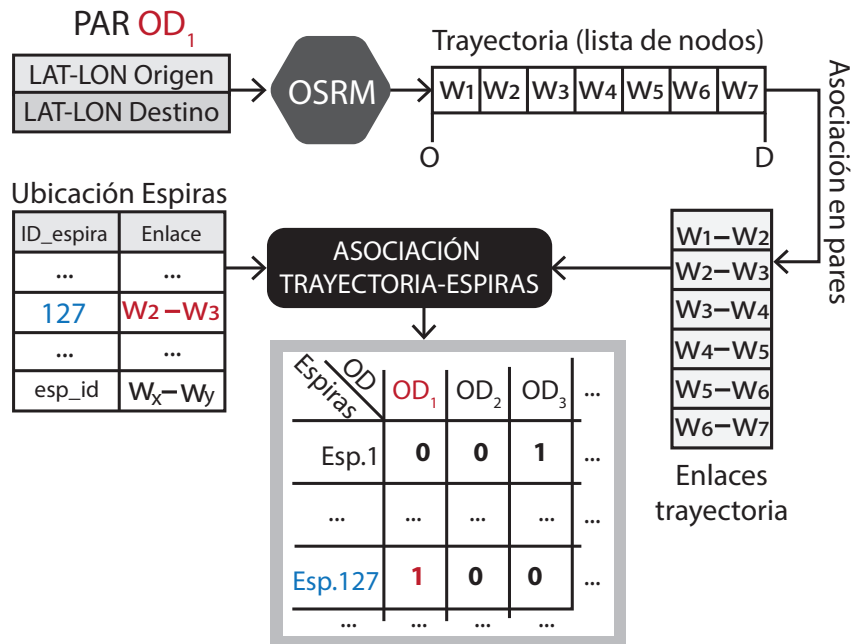 PAR OD1
LAT-LON Origen
LAT-LON Destino
OSRM
Trayectoria (lista de nodos)
W1 W2 W3 W4 W5 W6 W7
O D
Asociación en pares
Ubicación Espiras
ID_espira Enlace
... ...
127 W2–W3
... ...
esp_id Wx–Wy
ASOCIACIÓN
TRAYECTORIA-ESPIRAS
W1–W2
W2–W3
W3–W4
W4–W5
W5–W6
W6–W7
Enlaces
trayectoria
OD
Espiras
OD1 OD2 OD3 ...
Esp.1 0 0 1 ...
... ... ... ... ...
Esp.127 1 0 0 ...
... ... ... ... ...